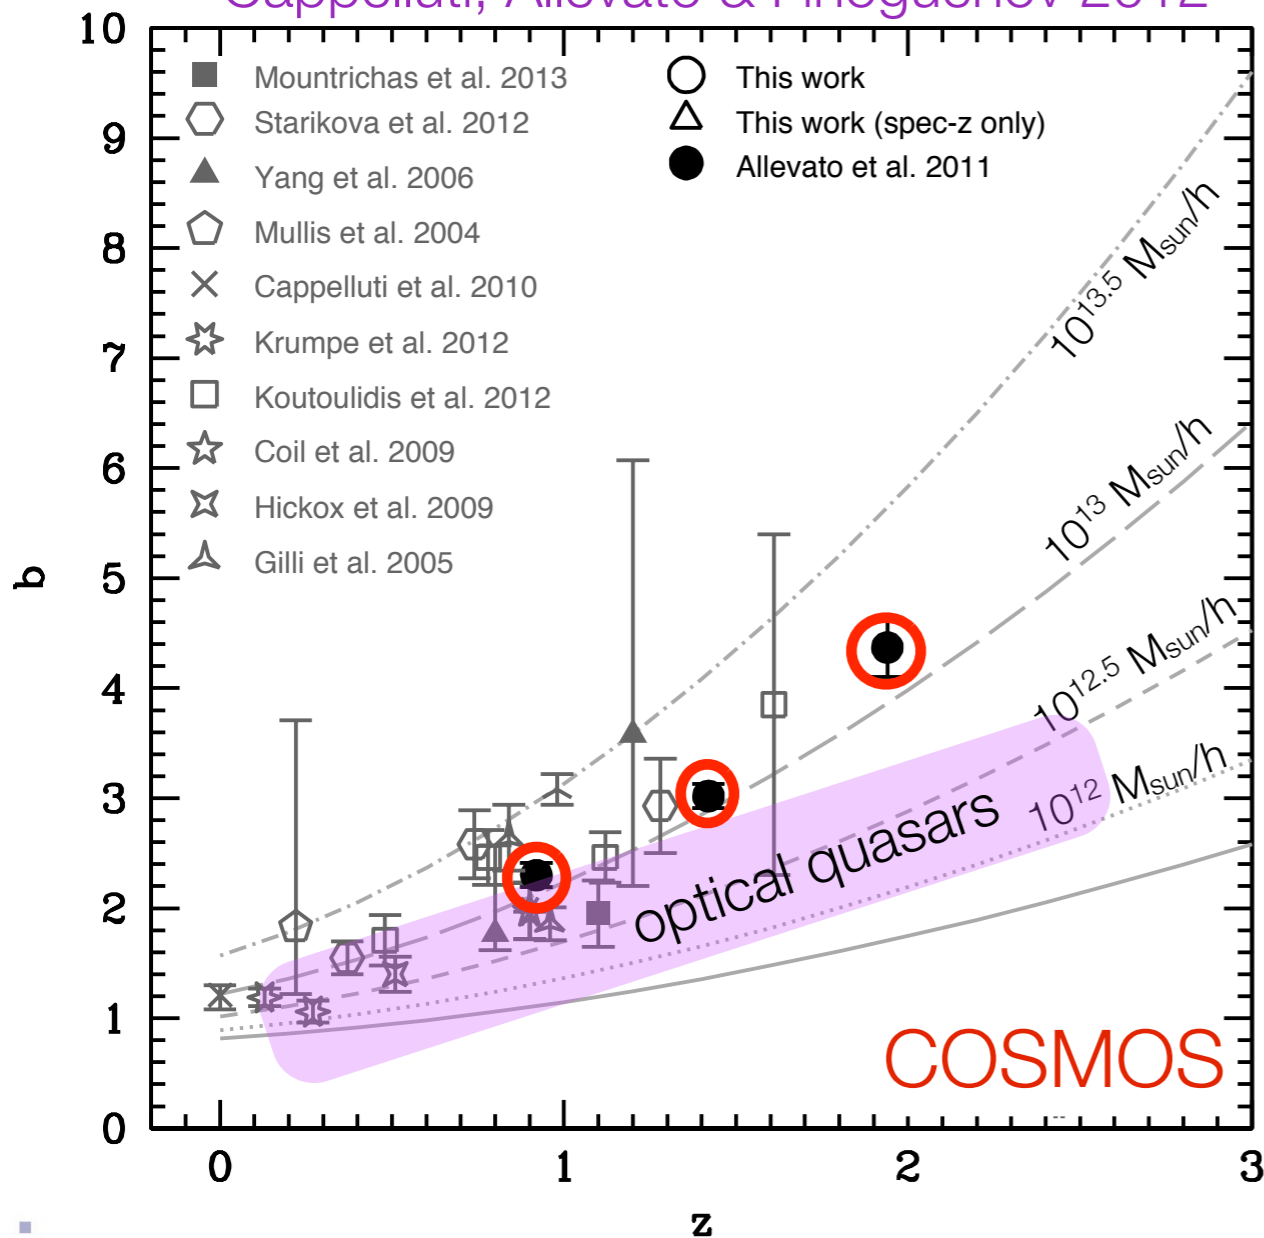 Cappelluti, Allevato & Finoguenov 2012
10
9
8
7
6
5
4
3
2
1
0
b
Mountrichas et al. 2013
Starikova et al. 2012
Yang et al. 2006
Mullis et al. 2004
Cappelluti et al. 2010
Krumpe et al. 2012
Koutoulidis et al. 2012
Coil et al. 2009
Hickox et al. 2009
Gilli et al. 2005
This work
This work (spec-z only)
Allevato et al. 2011
10^13.5 Msun/h
10^13 Msun/h
10^12.5 Msun/h
10^12 Msun/h
optical quasars
COSMOS
0 1 2 3
z